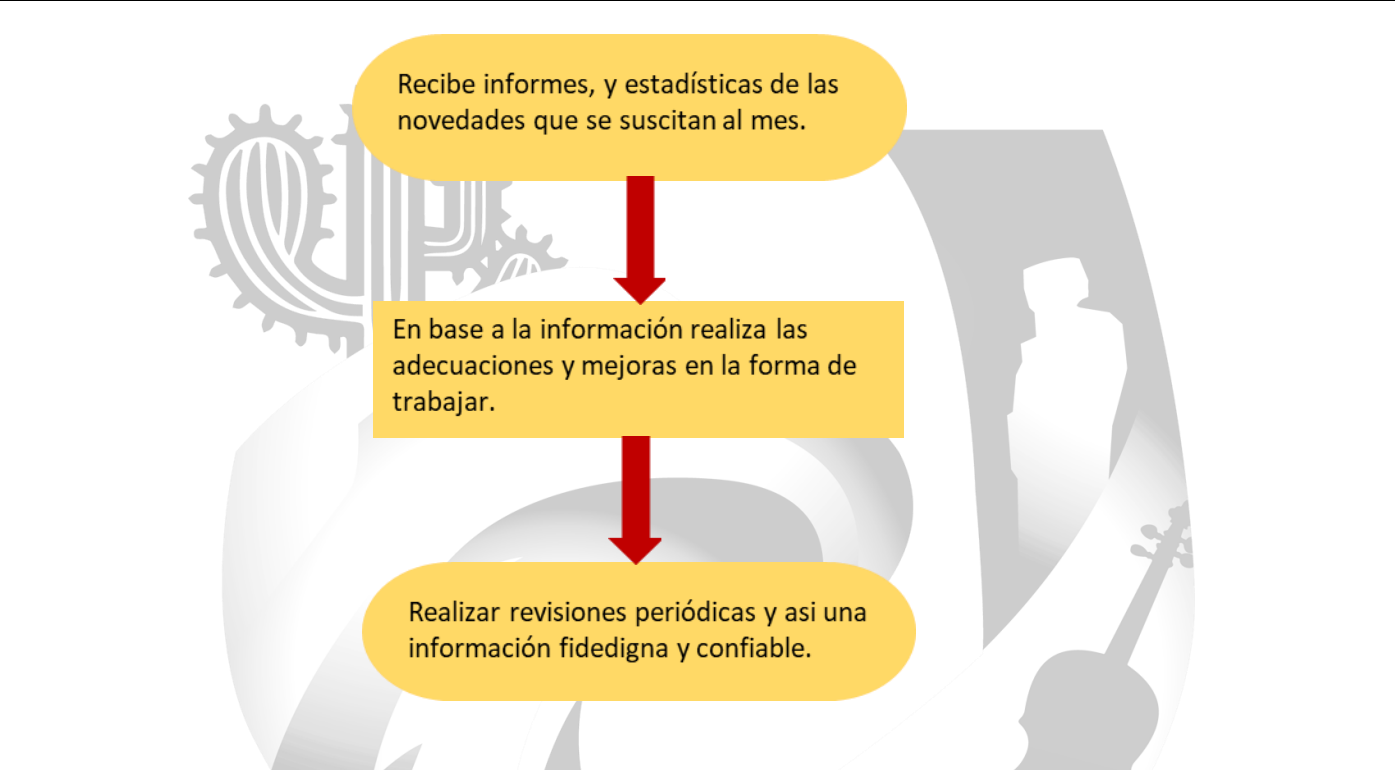 Recibe informes, y estadísticas de las
novedades que se suscitan al mes.
En base a la información realiza las
adecuaciones y mejoras en la forma de
trabajar.
Realizar revisiones periódicas y asi una
información fidedigna y confiable.